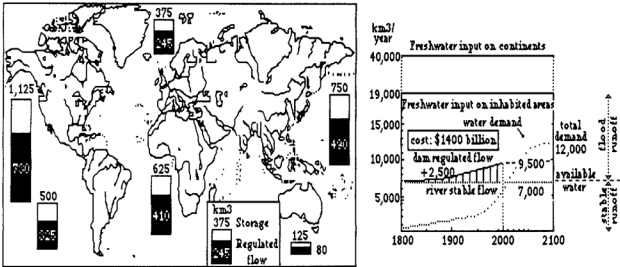 375
245
1,125
780
750
490
500
325
625
410
km3
375 Storage
Regulated
245 flow
125
80
km3/
year
40,000
Freshwater input on continents
19,000
Freshwater input on inhabited areas
water demand
15,000
cost: $1400 billion
total
demand
12,000
10,000
dam regulated flow
+2,500
9,500
river stable flow
7,000
available
water
5,000
1800 1900 2000 2100
flood
runoff
stable
runoff